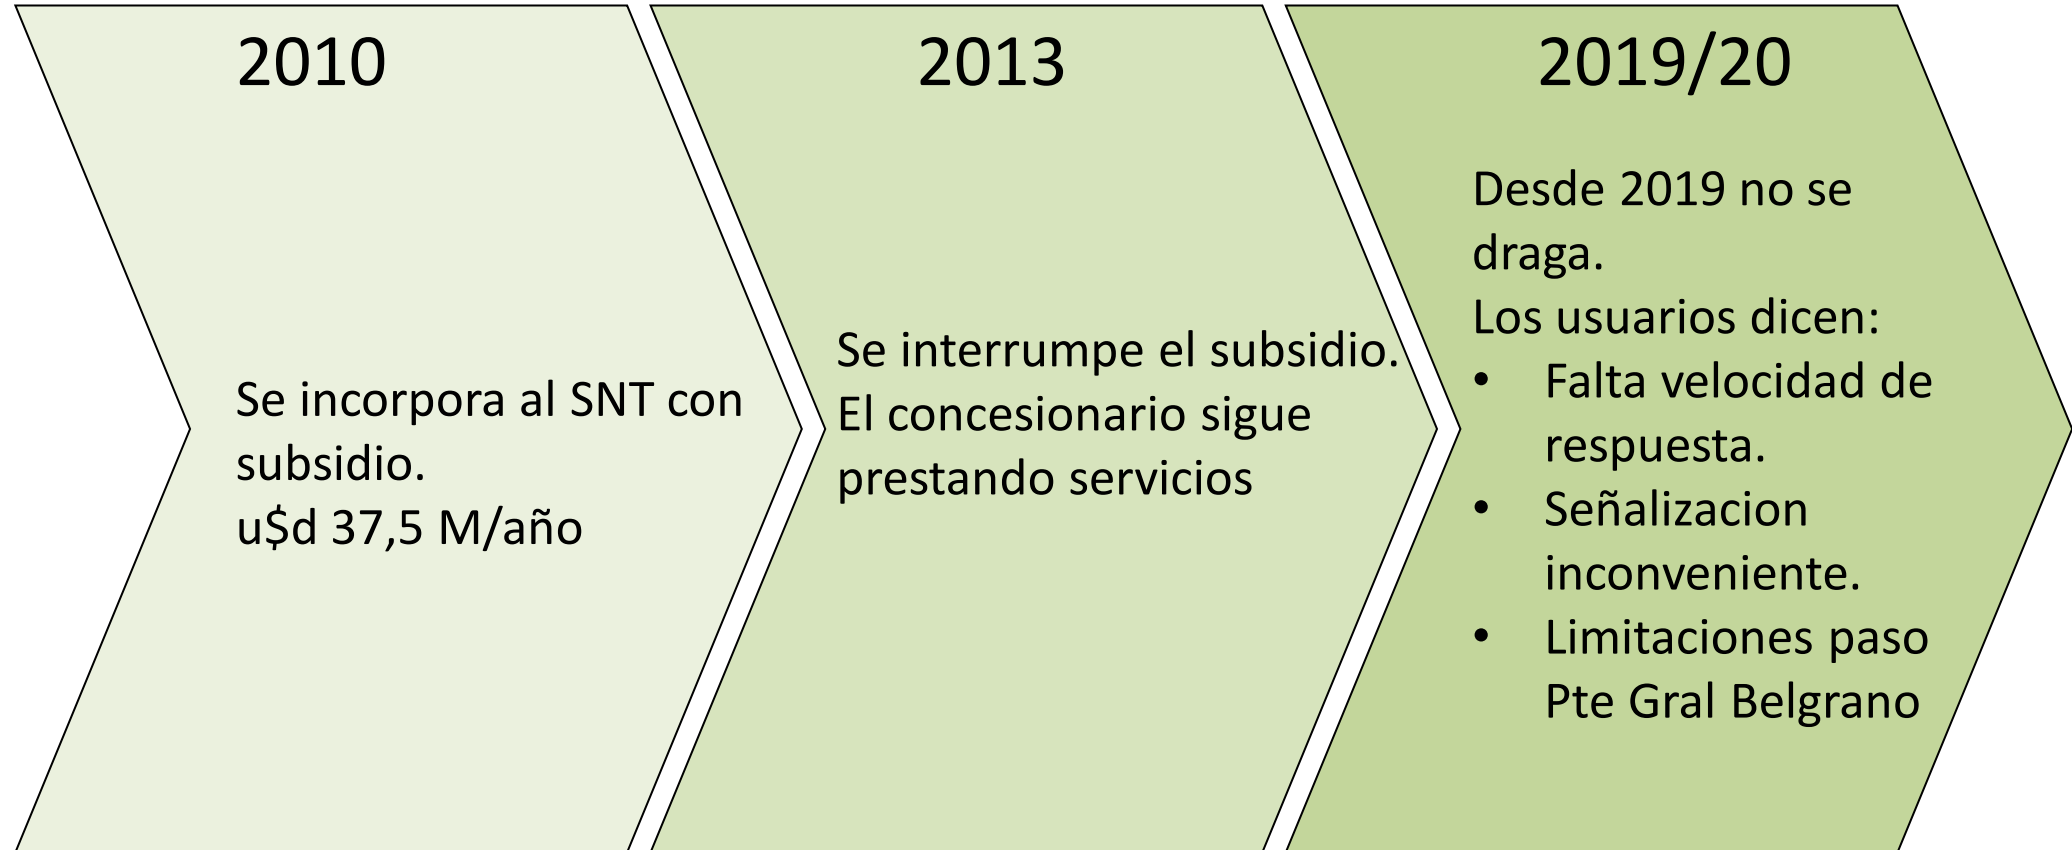 2010
Se incorpora al SNT con
subsidio.
u$d 37,5 M/año
2013
Se interrumpe el subsidio.
El concesionario sigue
prestando servicios
2019/20
Desde 2019 no se
draga.
Los usuarios dicen:
• Falta velocidad de
respuesta.
• Señalizacion
inconveniente.
• Limitaciones paso
Pte Gral Belgrano